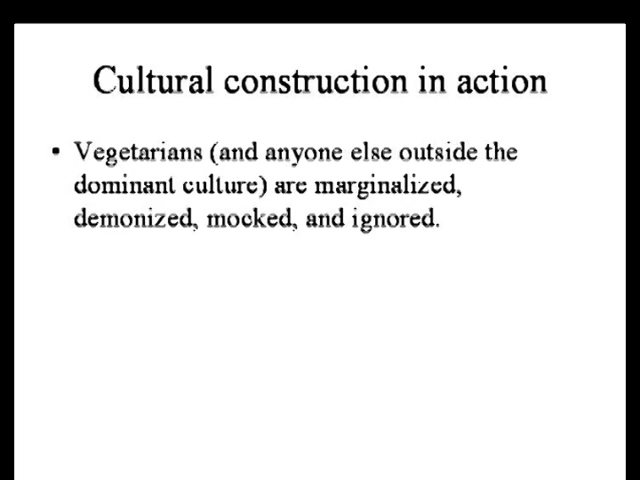 Cultural construction in action
• Vegetarians (and anyone else outside the
dominant culture) are marginalized,
demonized, mocked, and ignored.